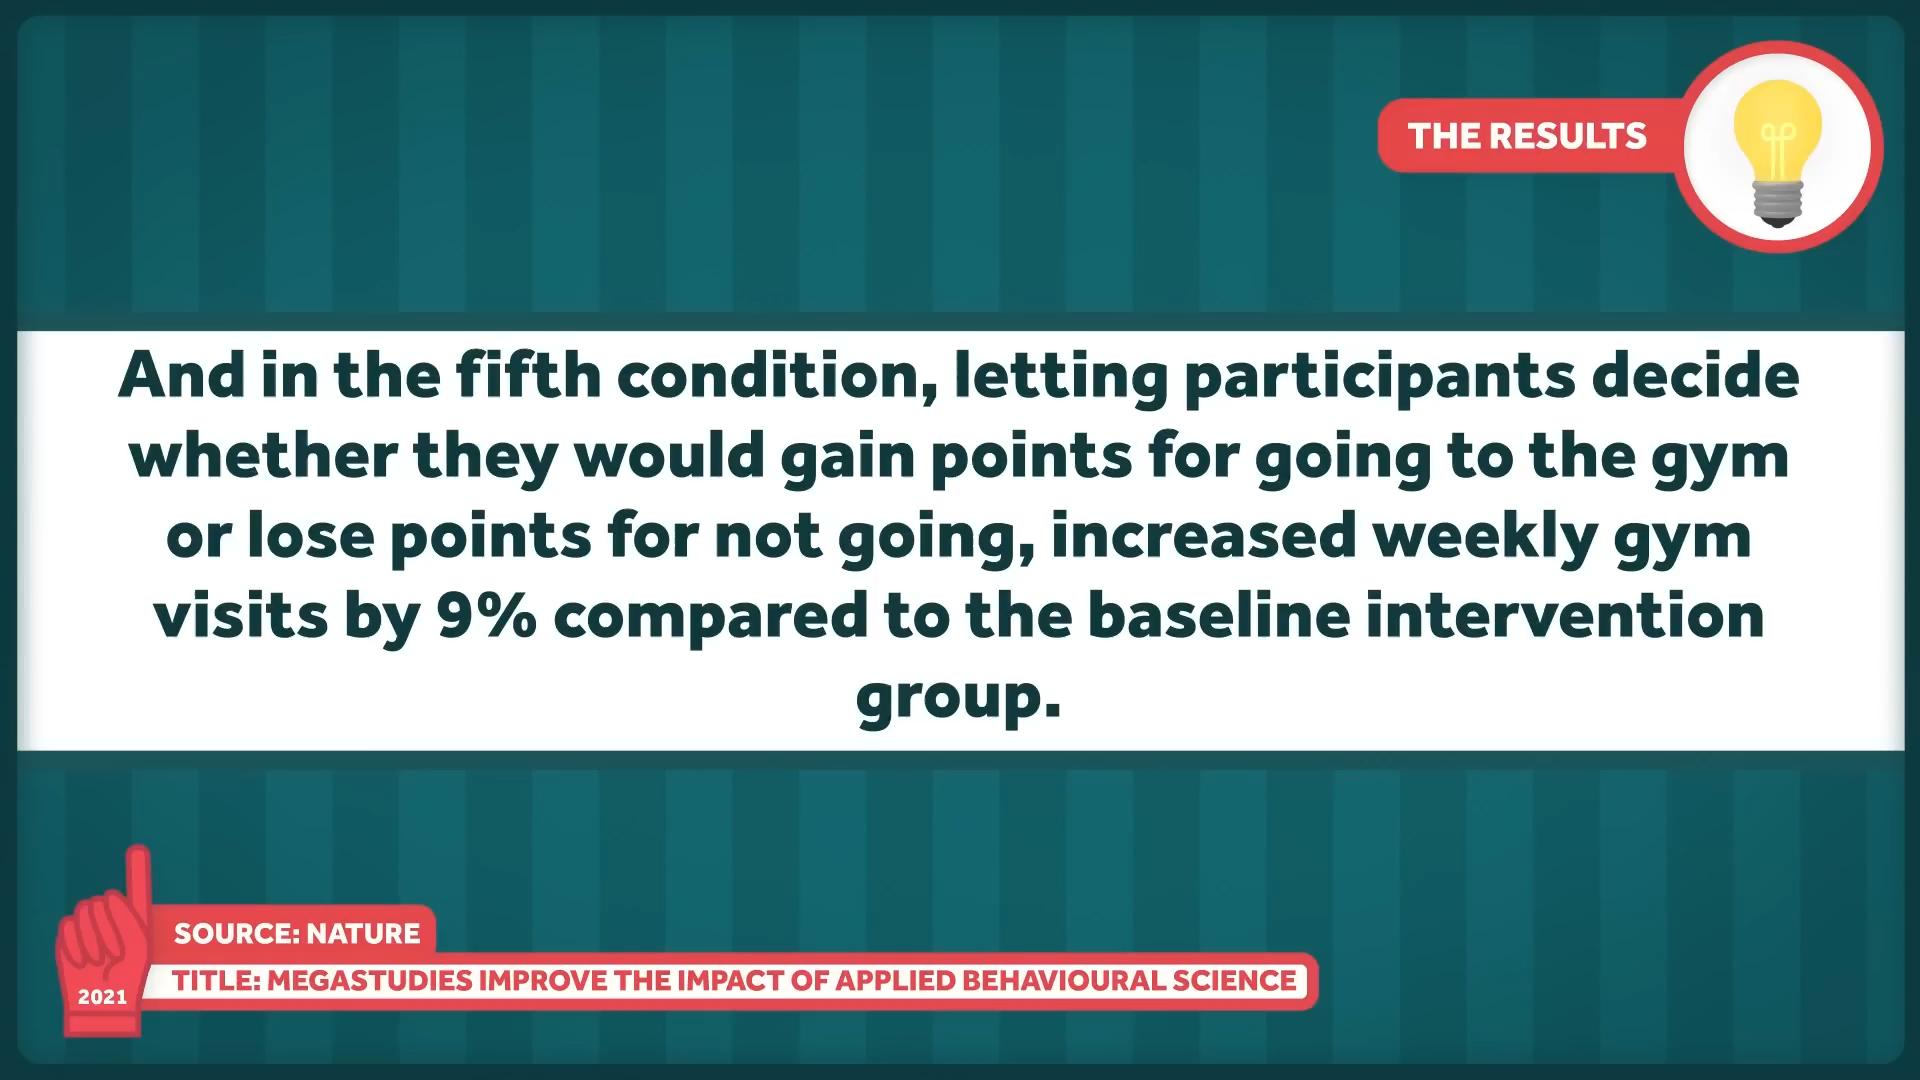 THE RESULTS
And in the fifth condition, letting participants decide
whether they would gain points for going to the gym
or lose points for not going, increased weekly gym
visits by 9% compared to the baseline intervention
group.
SOURCE: NATURE
TITLE: MEGASTUDIES IMPROVE THE IMPACT OF APPLIED BEHAVIOURAL SCIENCE
2021